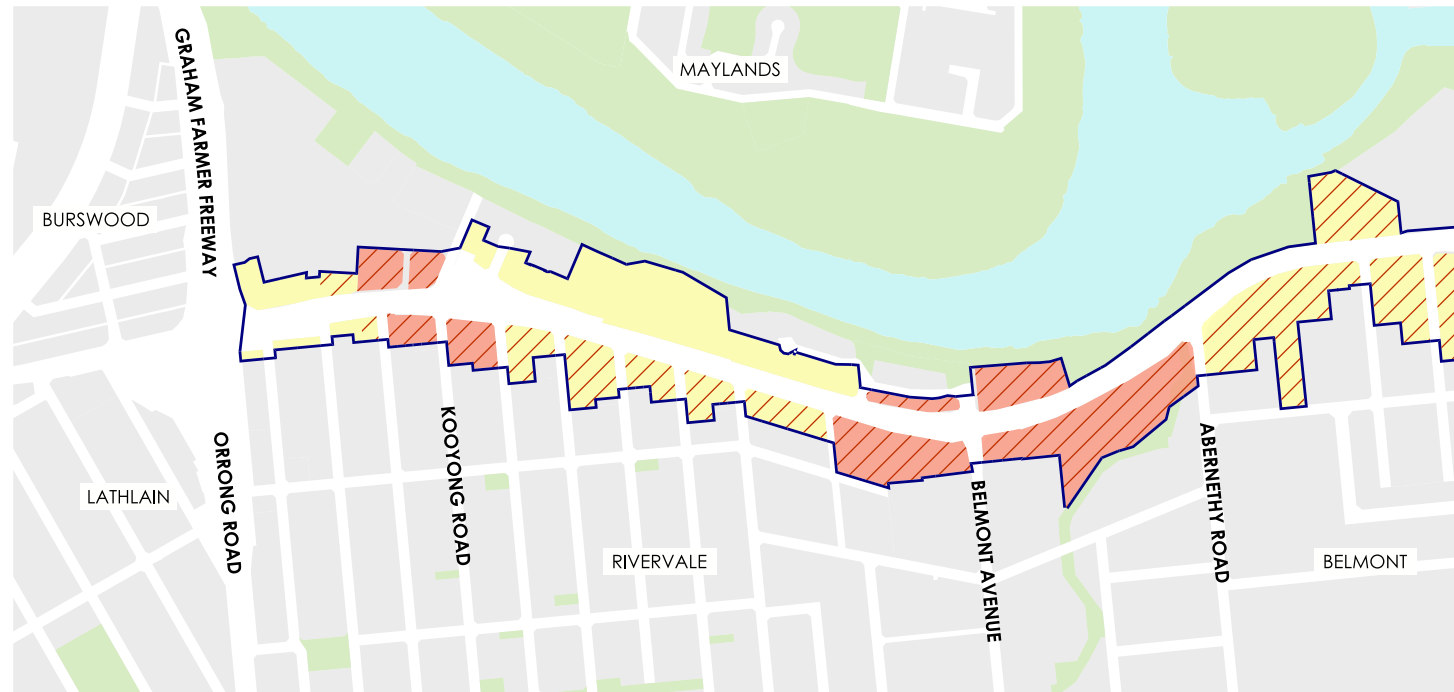 MAYLANDS
GRAHAM FARMER FREEWAY
BURSWOOD
ORRONG ROAD
KOOYONG ROAD
LATHLAIN
RIVERVALE
BELMONT AVENUE
ABERNETHY ROAD
BELMONT